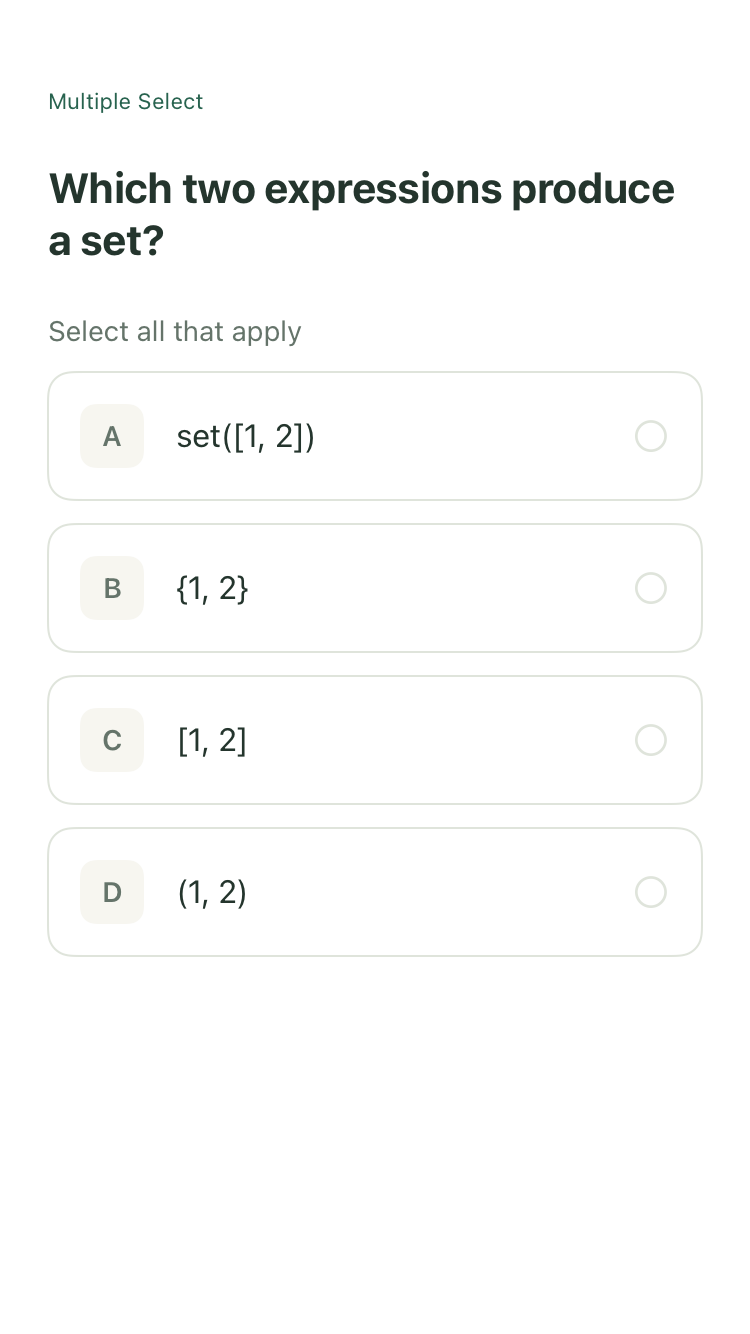 Multiple Select
Which two expressions produce
a set?
Select all that apply
A set([1, 2])
B {1, 2}
C [1, 2]
D (1, 2)